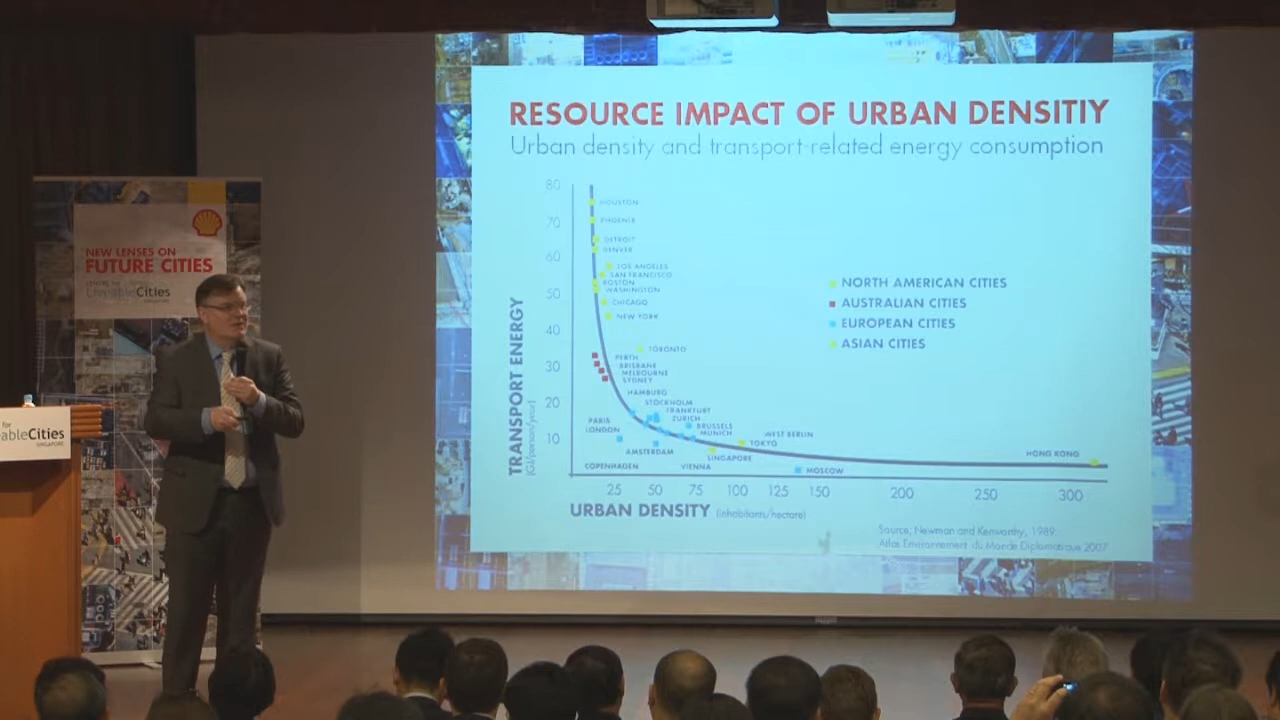 RESOURCE IMPACT OF URBAN DENSITIY
Urban density and transport-related energy consumption
80
70
60
50
40
30
20
10
TRANSPORT ENERGY
[GJ/person/year]
HOUSTON
PHOENIX
DETROIT
DENVER
LOS ANGELES
SAN FRANCISCO
BOSTON
WASHINGTON
CHICAGO
NEW YORK
TORONTO
PERTH
BRISBANE
MELBOURNE
SYDNEY
HAMBURG
STOCKHOLM
FRANKFURT
ZURICH
PARIS
LONDON
BRUSSELS
MUNICH
WEST BERLIN
TOKYO
AMSTERDAM
SINGAPORE
HONG KONG
COPENHAGEN
VIENNA
MOSCOW
NORTH AMERICAN CITIES
AUSTRALIAN CITIES
EUROPEAN CITIES
ASIAN CITIES
25 50 75 100 125 150 200 250 300
URBAN DENSITY (inhabitants/hectare)
Source; Newman and Kenworthy, 1989;
Atlas Environnement du Monde Diplomatique 2007
NEW LENSES ON
FUTURE CITIES
LiveableCities
for
eableCities
SINGAPORE